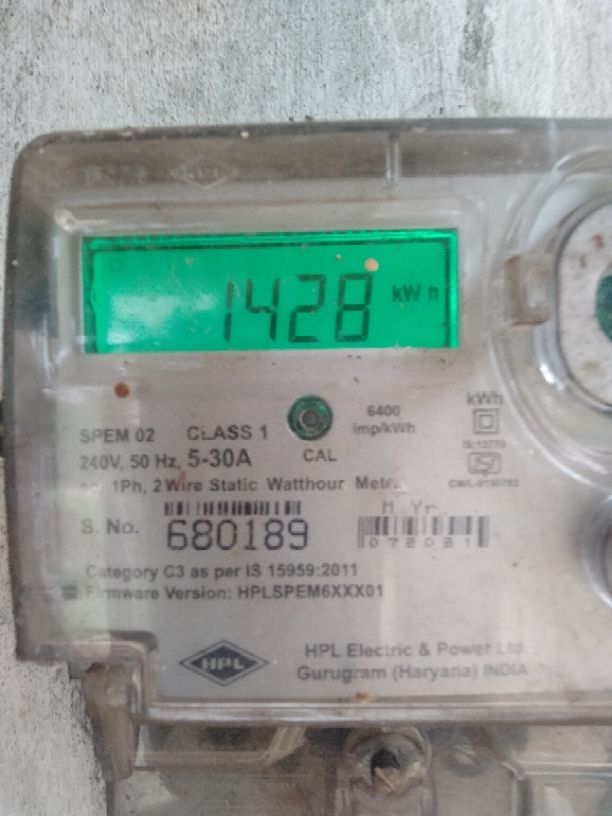 1428 kWh
SPEM 02 CLASS 1
6400
imp/kWh
kWh
240V, 50 Hz, 5-30A
CAL
1Ph, 2Wire Static Watthour Meter
M.Yr.
S. No. 680189
072021
Category C3 as per IS 15959:2011
Firmware Version: HPLSPEM6XXX01
HPL
HPL Electric & Power Ltd.
Gurugram (Haryana) INDIA